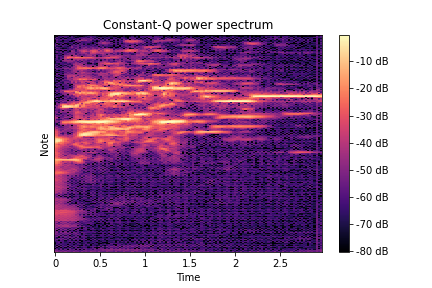 Constant-Q power spectrum
Note
-10 dB
-20 dB
-30 dB
-40 dB
-50 dB
-60 dB
-70 dB
-80 dB
0 0.5 1 1.5 2 2.5
Time